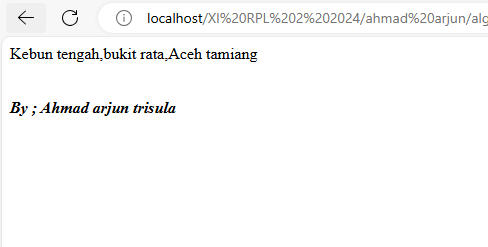 localhost/XI%20RPL%202%202024/ahmad%20arjun/alg
Kebun tengah,bukit rata,Aceh tamiang
By ; Ahmad arjun trisula